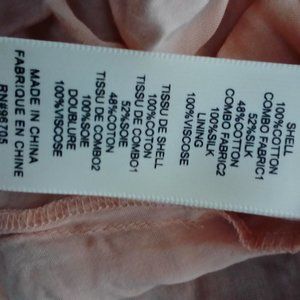 SHELL
100%COTTON
COMBO FABRIC1
52%SILK
48%COTTON
COMBO FABRIC2
100%SILK
LINING
100%VISCOSE
TISSU DE SHELL
100%COTON
TISSU DE COMBO1
52%SOIE
48%COTON
TISSU DE COMBO2
100%SOIE
DOUBLURE
100%VISCOSE
MADE IN CHINA
FABRIQUE EN CHINE
RN#96705